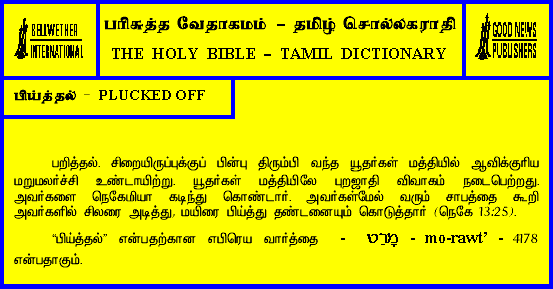 BELLWETHER
INTERNATIONAL
பரிசுத்த வேதாகமம் – தமிழ் சொல்லகராதி
THE HOLY BIBLE – TAMIL DICTIONARY
GOOD NEWS
PUBLISHERS
பிய்த்தல் – PLUCKED OFF
பறித்தல். சிறையிருப்புக்குப் பின்பு திரும்பி வந்த யூதர்கள் மத்தியில் ஆவிக்குரிய
மறுமலர்ச்சி உண்டாயிற்று. யூதர்கள் மத்தியிலே புறஜாதி விவாகம் நடைபெற்றது.
அவர்களை நெகேமியா கடிந்து கொண்டார். அவர்கள்மேல் வரும் சாபத்தை கூறி
அவர்களில் சிலரை அடித்து, மயிரை பிய்த்து தண்டனையும் கொடுத்தார் (நெகே 13:25).
“பிய்த்தல்” என்பதற்கான எபிரெய வார்த்தை - מָרַט - mo-rawt’ - 4178
என்பதாகும்.